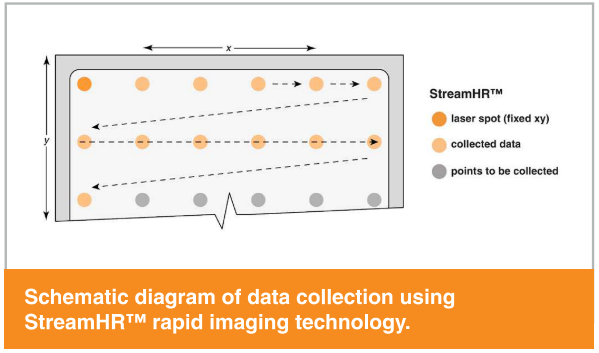 x
y
StreamHR™
laser spot (fixed xy)
collected data
points to be collected
Schematic diagram of data collection using
StreamHR™ rapid imaging technology.